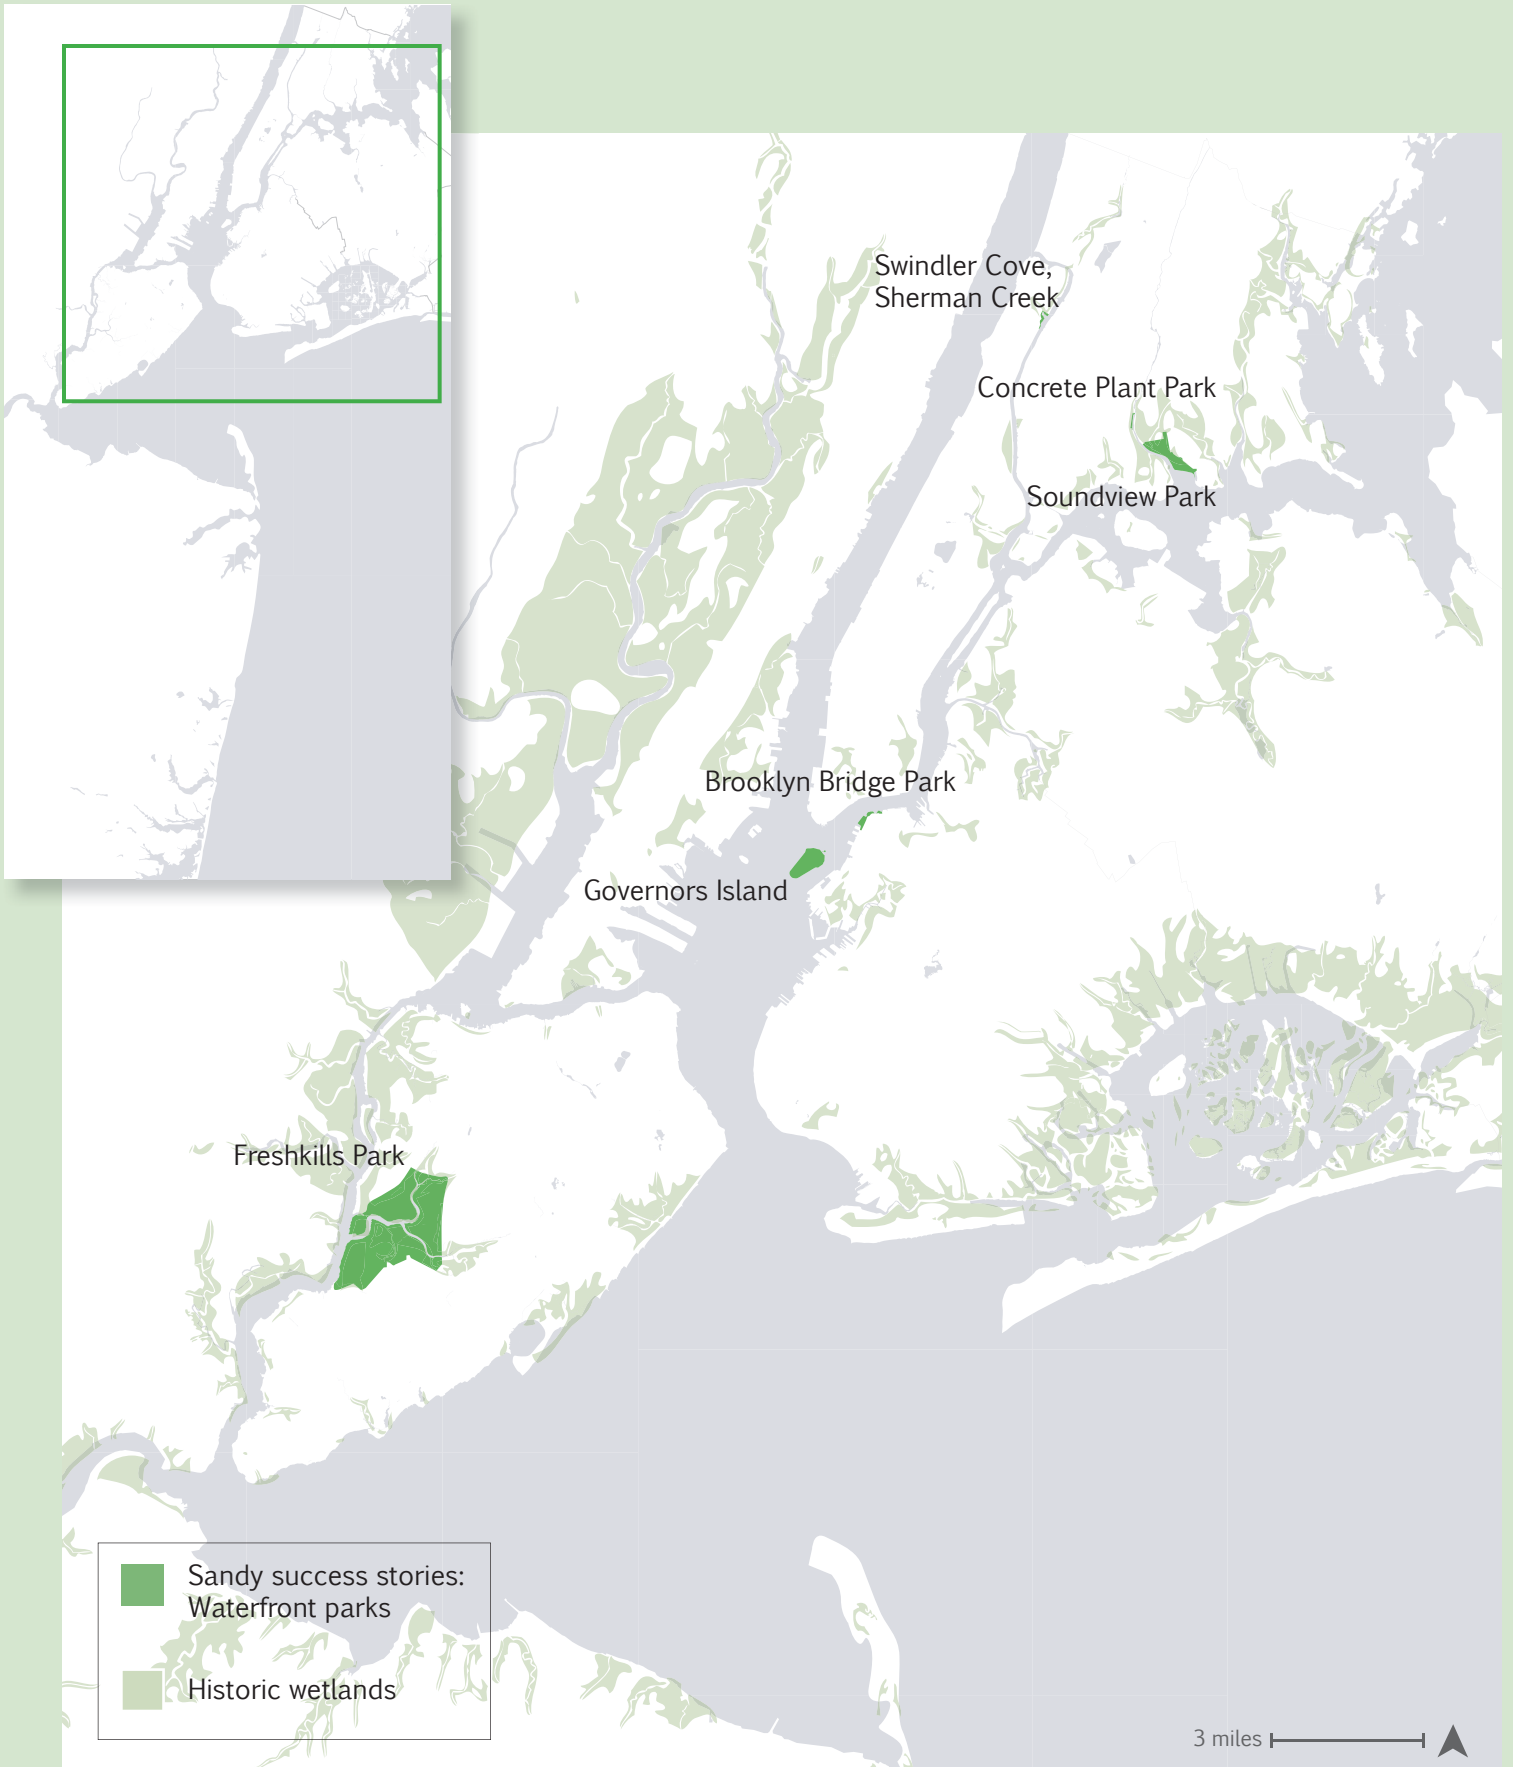 Swindler Cove,
Sherman Creek
Concrete Plant Park
Soundview Park
Brooklyn Bridge Park
Governors Island
Freshkills Park
Sandy success stories:
Waterfront parks
Historic wetlands
3 miles